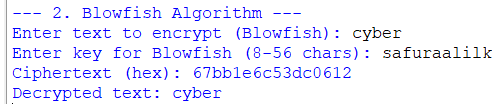 --- 2. Blowfish Algorithm ---
Enter text to encrypt (Blowfish): cyber
Enter key for Blowfish (8-56 chars): safuraalilk
Ciphertext (hex): 67bb1e6c53dc0612
Decrypted text: cyber